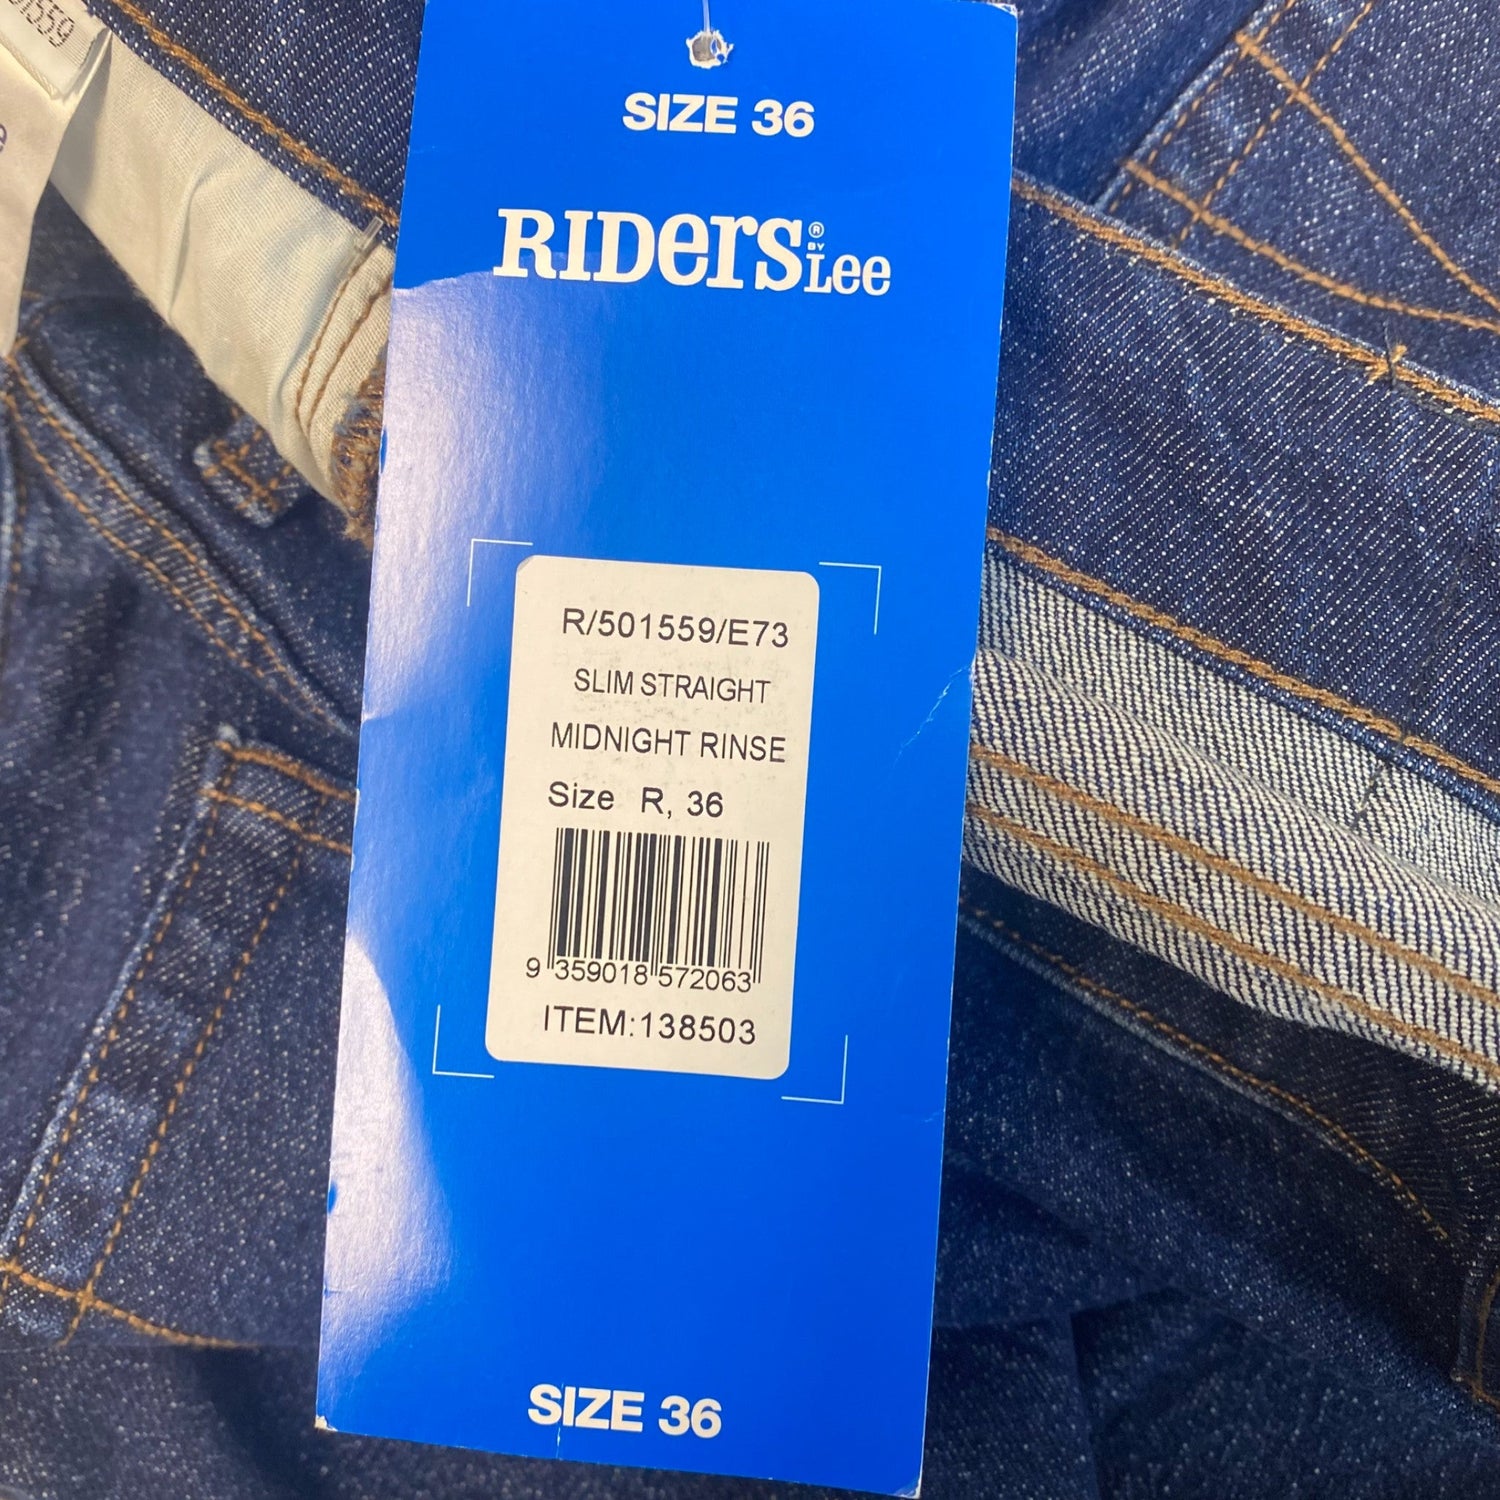 SIZE 36
RIDERS® BY Lee
R/501559/E73
SLIM STRAIGHT
MIDNIGHT RINSE
Size R, 36
9 359018 572063
ITEM:138503
SIZE 36